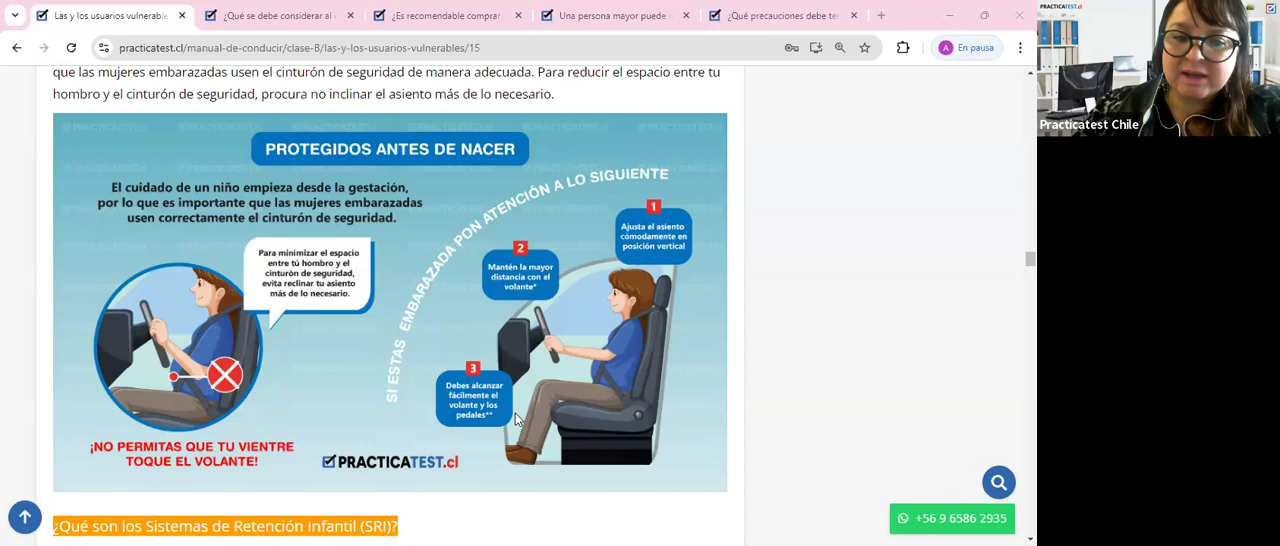 Las y los usuarios vulnerable
¿Qué se debe considerar al
¿Es recomendable comprar
Una persona mayor puede
¿Qué precauciones debe ter
practicatest.cl/manual-de-conducir/clase-B/las-y-los-usuarios-vulnerables/15
A
En pausa
que las mujeres embarazadas usen el cinturón de seguridad de manera adecuada. Para reducir el espacio entre tu
hombro y el cinturón de seguridad, procura no inclinar el asiento más de lo necesario.
PROTEGIDOS ANTES DE NACER
El cuidado de un niño empieza desde la gestación,
por lo que es importante que las mujeres embarazadas
usen correctamente el cinturón de seguridad.
Para minimizar el espacio
entre tú hombro y el
cinturón de seguridad,
evita reclinar tu asiento
más de lo necesario.
¡NO PERMITAS QUE TU VIENTRE
TOQUE EL VOLANTE!
SI ESTAS EMBARAZADA PON ATENCIÓN A LO SIGUIENTE
1
Ajusta el asiento
cómodamente en
posición vertical
2
Mantén la mayor
distancia con el
volante*
3
Debes alcanzar
fácilmente el
volante y los
pedales**
PRACTICATEST.cl
¿Qué son los Sistemas de Retención Infantil (SRI)?
+56 9 6586 2935
PRACTICATEST.cl
Practicatest Chile